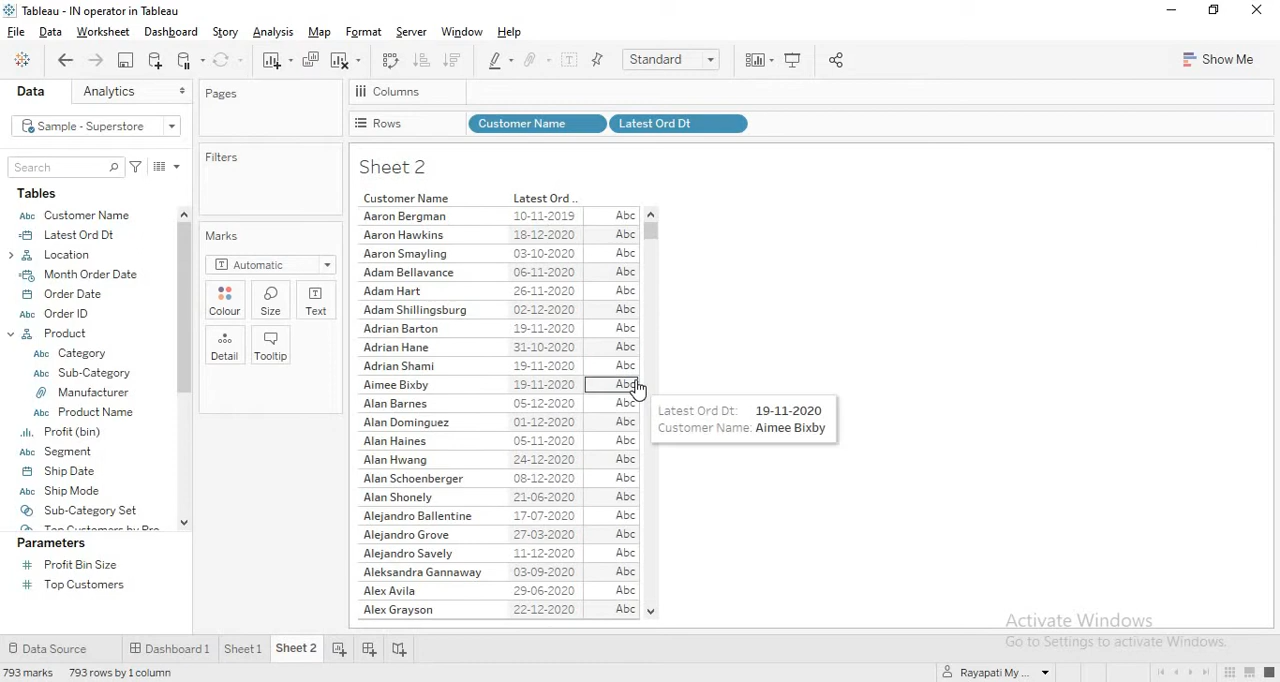 Tableau - IN operator in Tableau
File Data Worksheet Dashboard Story Analysis Map Format Server Window Help
Standard
Show Me
Data Analytics
Sample - Superstore
Search
Tables
Abc Customer Name
Latest Ord Dt
Location
Month Order Date
Order Date
Abc Order ID
Product
Abc Category
Abc Sub-Category
Manufacturer
Abc Product Name
Profit (bin)
Abc Segment
Ship Date
Abc Ship Mode
Sub-Category Set
Parameters
# Profit Bin Size
# Top Customers
Pages
Filters
Marks
Automatic
Colour Size Text
Detail Tooltip
Columns
Rows Customer Name Latest Ord Dt
Sheet 2
Customer Name Latest Ord ..
Aaron Bergman 10-11-2019 Abc
Aaron Hawkins 18-12-2020 Abc
Aaron Smayling 03-10-2020 Abc
Adam Bellavance 06-11-2020 Abc
Adam Hart 26-11-2020 Abc
Adam Shillingsburg 02-12-2020 Abc
Adrian Barton 19-11-2020 Abc
Adrian Hane 31-10-2020 Abc
Adrian Shami 19-11-2020 Abc
Aimee Bixby 19-11-2020 Abc
Alan Barnes 05-12-2020 Abc
Alan Dominguez 01-12-2020 Abc
Alan Haines 05-11-2020 Abc
Alan Hwang 24-12-2020 Abc
Alan Schoenberger 08-12-2020 Abc
Alan Shonely 21-06-2020 Abc
Alejandro Ballentine 17-07-2020 Abc
Alejandro Grove 27-03-2020 Abc
Alejandro Savely 11-12-2020 Abc
Aleksandra Gannaway 03-09-2020 Abc
Alex Avila 29-06-2020 Abc
Alex Grayson 22-12-2020 Abc
Latest Ord Dt: 19-11-2020
Customer Name: Aimee Bixby
Activate Windows
Go to Settings to activate Windows.
Data Source Dashboard 1 Sheet 1 Sheet 2
793 marks 793 rows by 1 column
Rayapati My ...